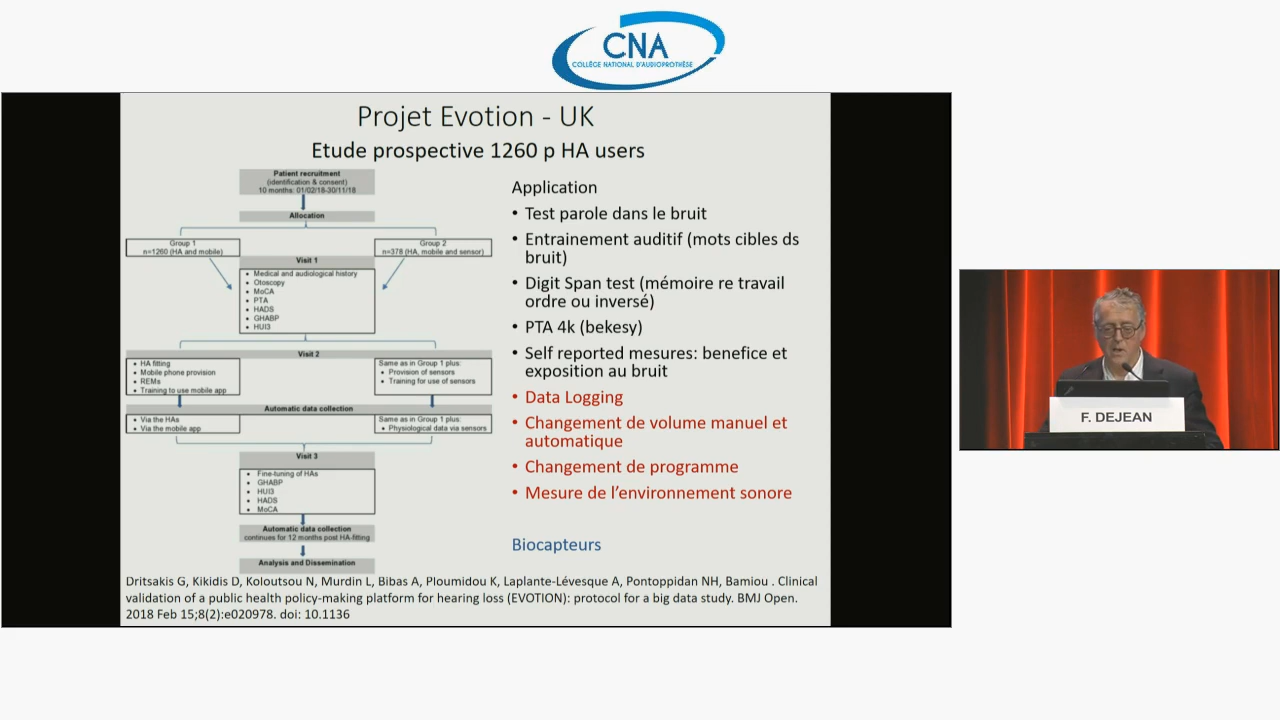 CNA
COLLÈGE NATIONAL D'AUDIOPROTHÈSE
Projet Evotion - UK
Etude prospective 1260 p HA users
Patient recruitment
(identification & consent)
10 months: 01/02/18-30/11/18
Allocation
Group 1
n=1260 (HA and mobile)
Group 2
n=378 (HA, mobile and sensor)
Visit 1
• Medical and audiological history
• Otoscopy
• MoCA
• PTA
• HADS
• GHABP
• HUI3
Visit 2
• HA fitting
• Mobile phone provision
• REMs
• Training to use mobile app
Same as in Group 1 plus:
• Provision of sensors
• Training for use of sensors
Automatic data collection
• Via the HAs
• Via the mobile app
Same as in Group 1 plus:
• Physiological data via sensors
Visit 3
• Fine-tuning of HAs
• GHABP
• HUI3
• HADS
• MoCA
Automatic data collection
continues for 12 months post HA-fitting
Analysis and Dissemination
Application
• Test parole dans le bruit
• Entrainement auditif (mots cibles ds
bruit)
• Digit Span test (mémoire re travail
ordre ou inversé)
• PTA 4k (bekesy)
• Self reported mesures: benefice et
exposition au bruit
• Data Logging
• Changement de volume manuel et
automatique
• Changement de programme
• Mesure de l'environnement sonore
Biocapteurs
Dritsakis G, Kikidis D, Koloutsou N, Murdin L, Bibas A, Ploumidou K, Laplante-Lévesque A, Pontoppidan NH, Bamiou . Clinical
validation of a public health policy-making platform for hearing loss (EVOTION): protocol for a big data study. BMJ Open.
2018 Feb 15;8(2):e020978. doi: 10.1136
F. DEJEAN